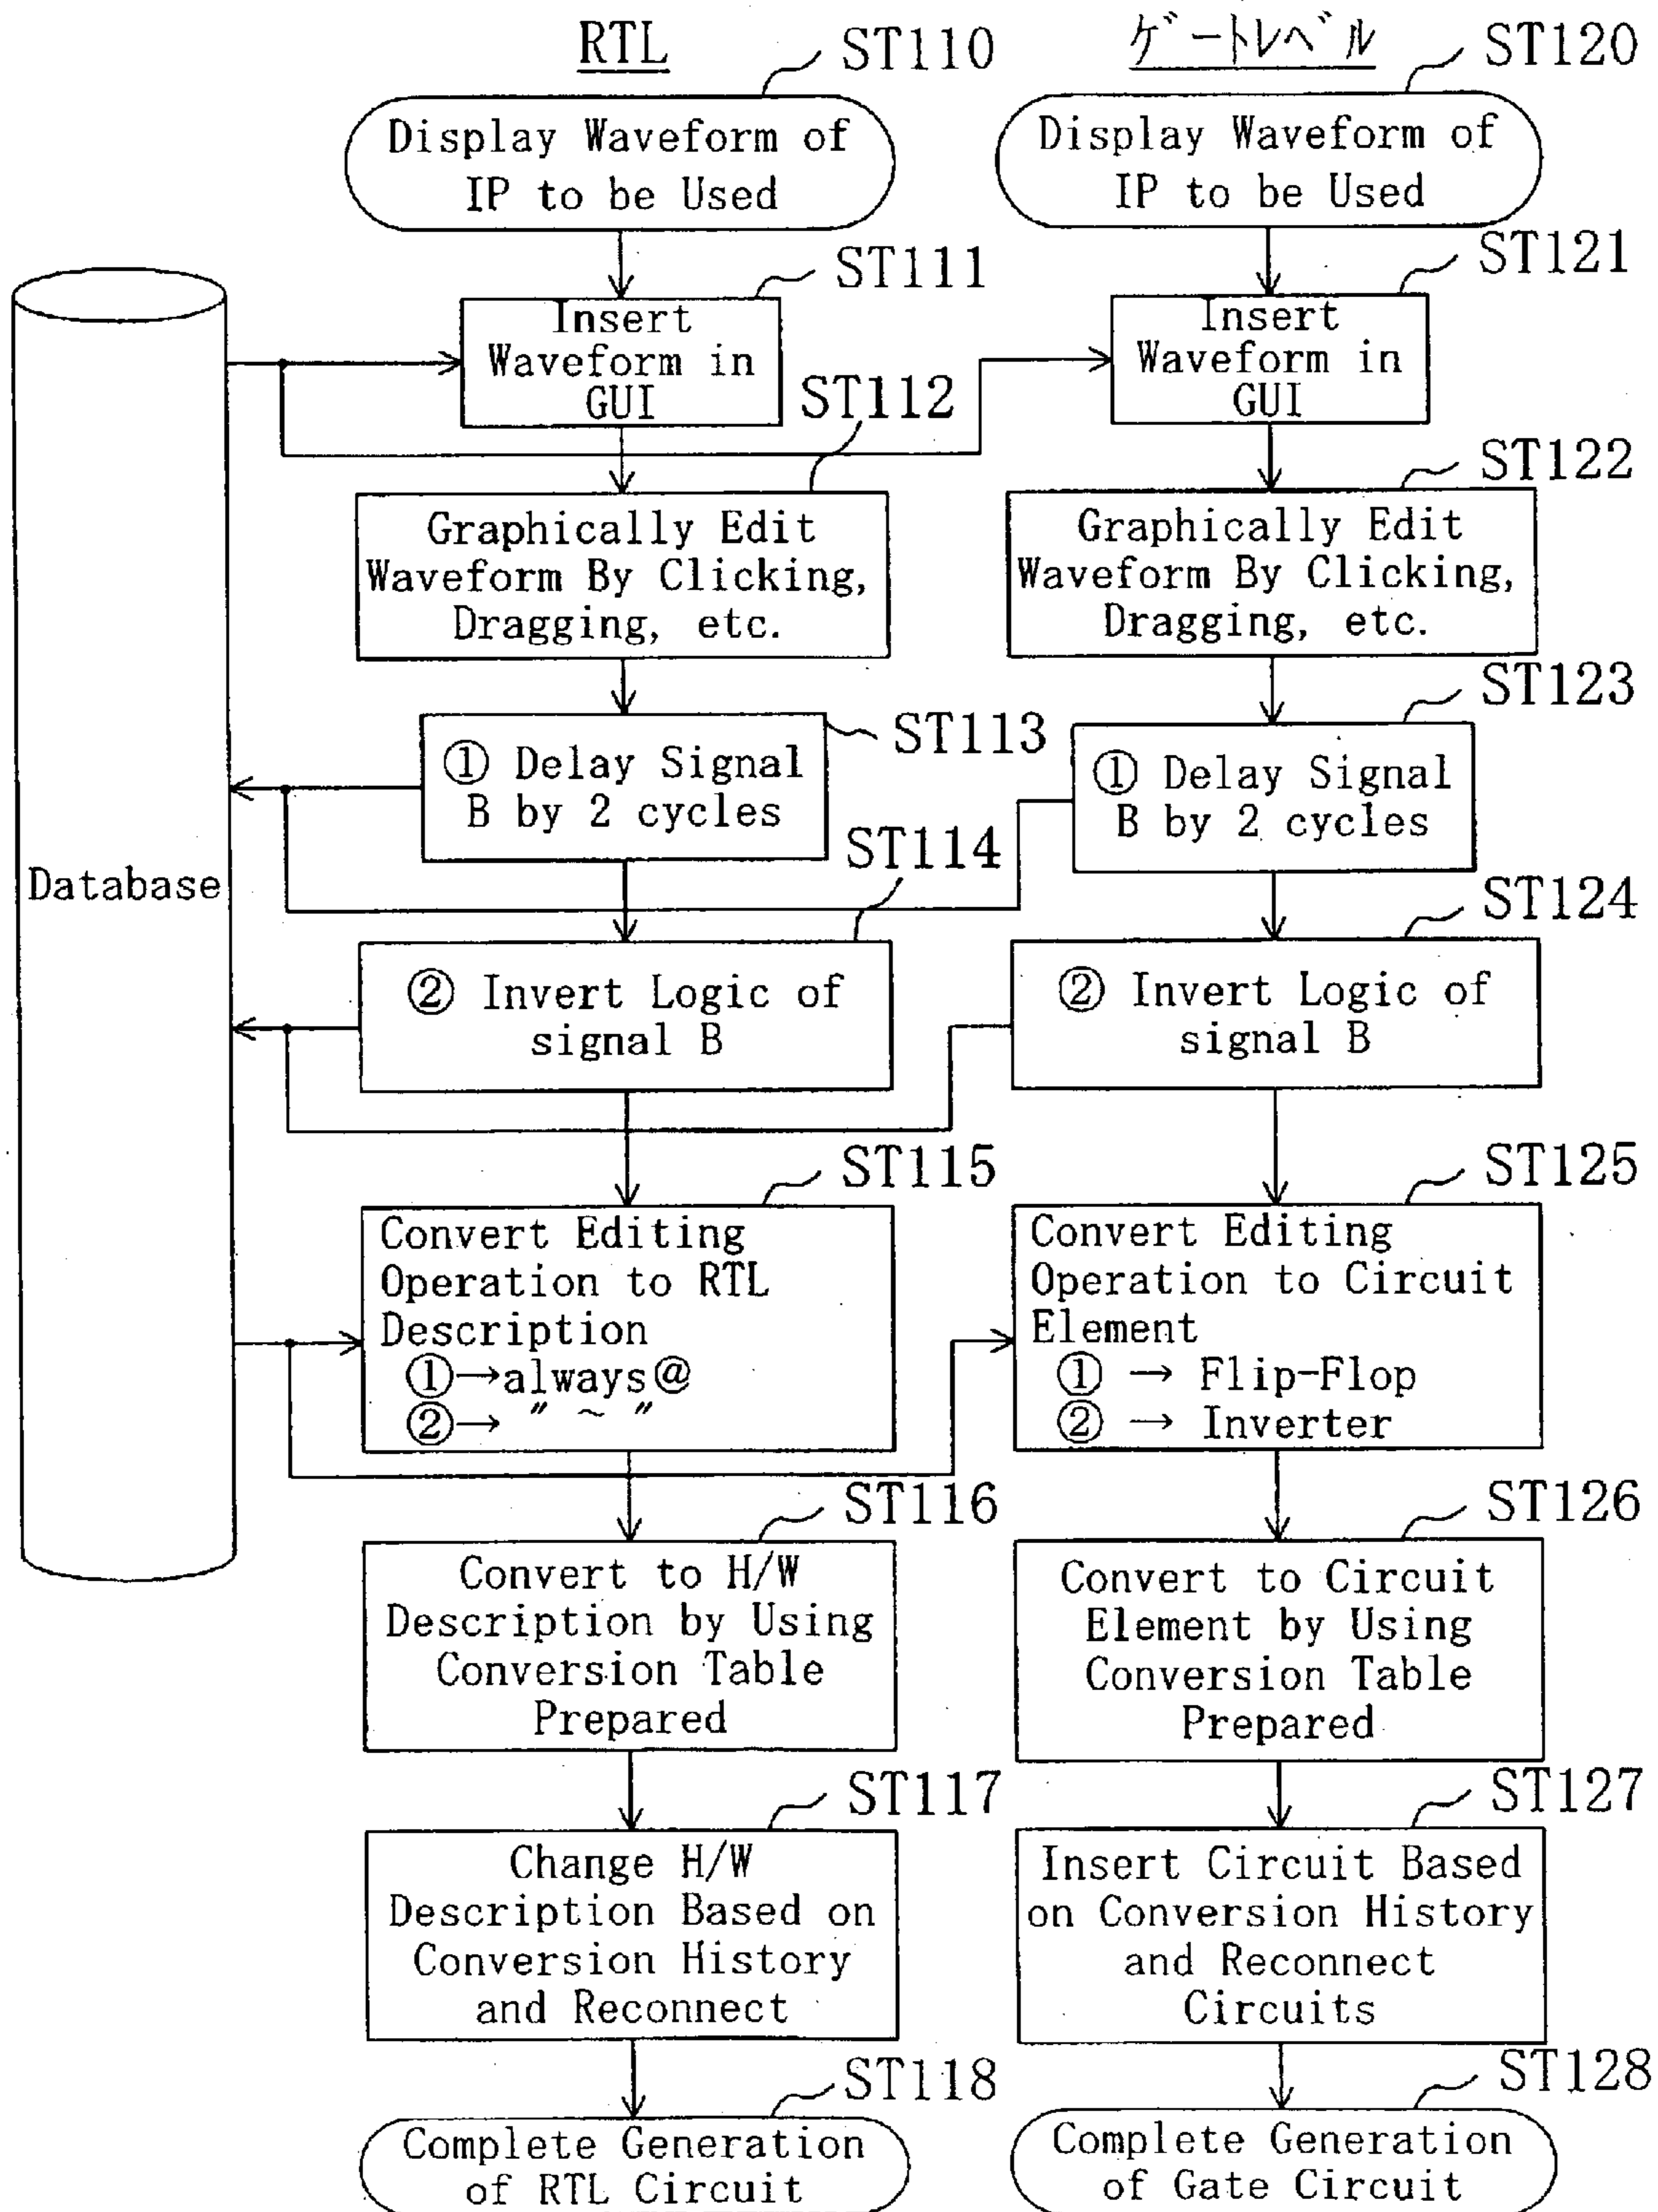 RTL
ST110
Display Waveform of
IP to be Used
ST111
Insert
Waveform in
GUI
ST112
Graphically Edit
Waveform By Clicking,
Dragging, etc.
ST113
① Delay Signal
B by 2 cycles
ST114
② Invert Logic of
signal B
ST115
Convert Editing
Operation to RTL
Description
①→always@
②→ " ~ "
ST116
Convert to H/W
Description by Using
Conversion Table
Prepared
ST117
Change H/W
Description Based on
Conversion History
and Reconnect
ST118
Complete Generation
of RTL Circuit
Database
ゲートレベル
ST120
Display Waveform of
IP to be Used
ST121
Insert
Waveform in
GUI
ST122
Graphically Edit
Waveform By Clicking,
Dragging, etc.
ST123
① Delay Signal
B by 2 cycles
ST124
② Invert Logic of
signal B
ST125
Convert Editing
Operation to Circuit
Element
① → Flip-Flop
② → Inverter
ST126
Convert to Circuit
Element by Using
Conversion Table
Prepared
ST127
Insert Circuit Based
on Conversion History
and Reconnect
Circuits
ST128
Complete Generation
of Gate Circuit